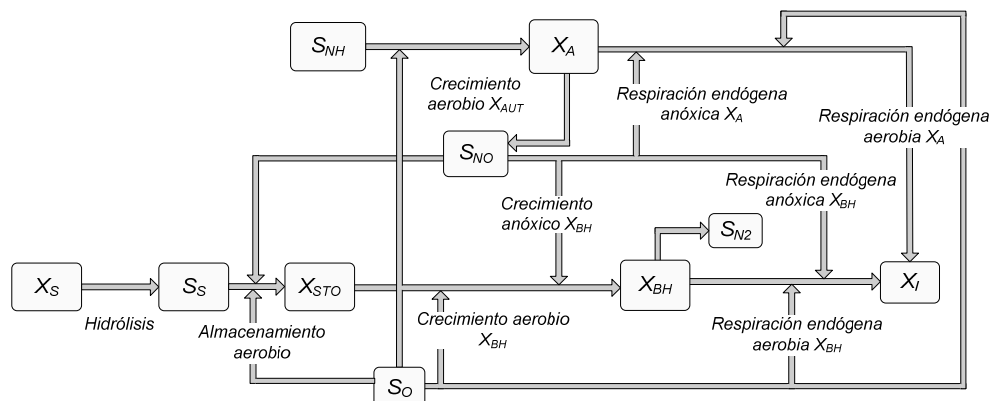 S_NH
X_A
Crecimiento
aerobio X_AUT
Respiración endógena
anóxica X_A
Respiración endógena
aerobia X_A
S_NO
Respiración endógena
anóxica X_BH
Crecimiento
anóxico X_BH
S_N2
X_S
S_S
X_STO
X_BH
X_I
Hidrólisis
Almacenamiento
aerobio
Crecimiento aerobio
X_BH
Respiración endógena
aerobia X_BH
S_O